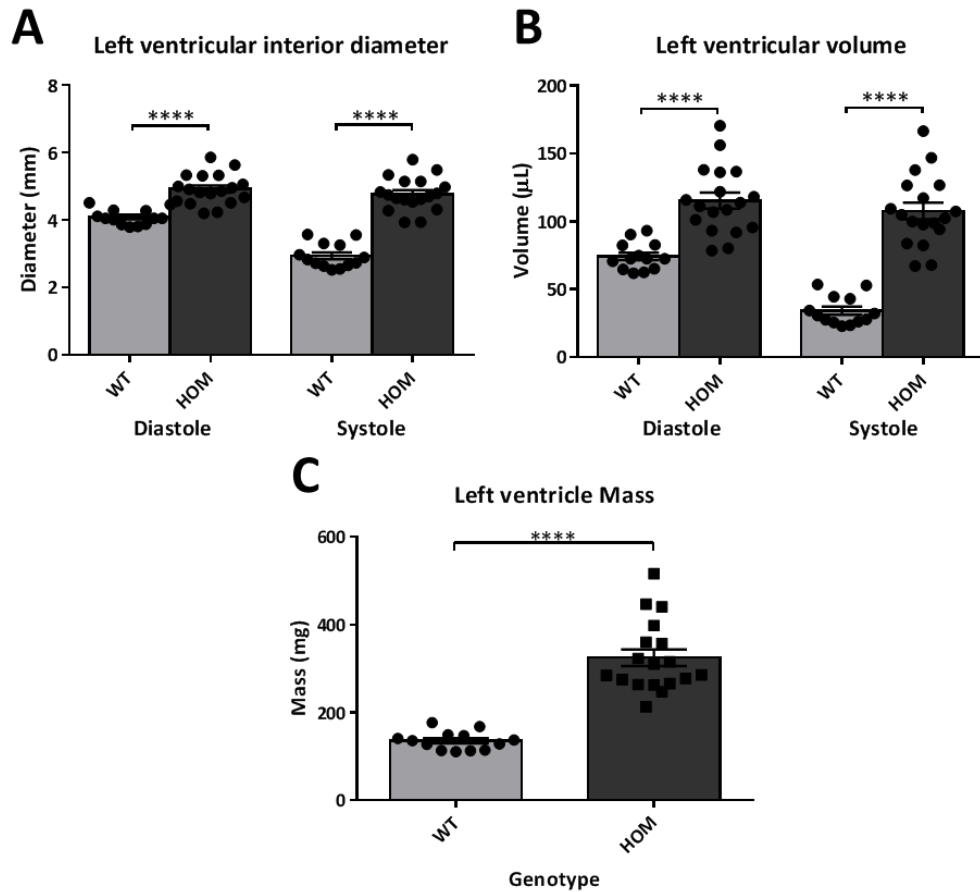 A
Left ventricular interior diameter
8
6
4
2
0
Diameter (mm)
****
****
WT
HOM
WT
HOM
Diastole
Systole
B
Left ventricular volume
200
150
100
50
0
Volume (µL)
****
****
WT
HOM
WT
HOM
Diastole
Systole
C
Left ventricle Mass
600
400
200
0
Mass (mg)
****
WT
HOM
Genotype